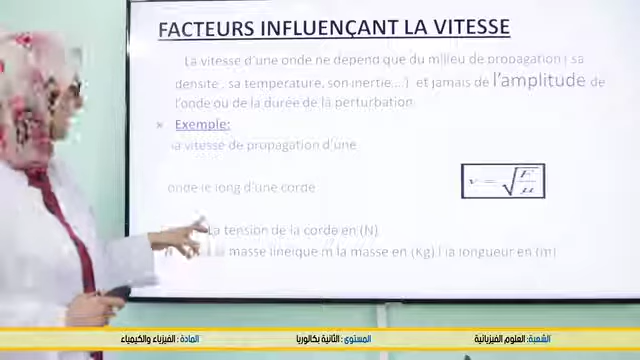 FACTEURS INFLUENÇANT LA VITESSE
La vitesse d'une onde ne dépend que du milieu de propagation ( sa
densité , sa température, son inertie,...) et jamais de l'amplitude de
l'onde ou de la durée de la perturbation
Exemple:
la vitesse de propagation d'une
onde le long d'une corde
v = √F/μ
La tension de la corde en (N)
masse linéique m la masse en (Kg) l la longueur en (m)
الشعبة: العلوم الفيزيائية
المستوى: الثانية بكالوريا
المادة: الفيزياء والكيمياء